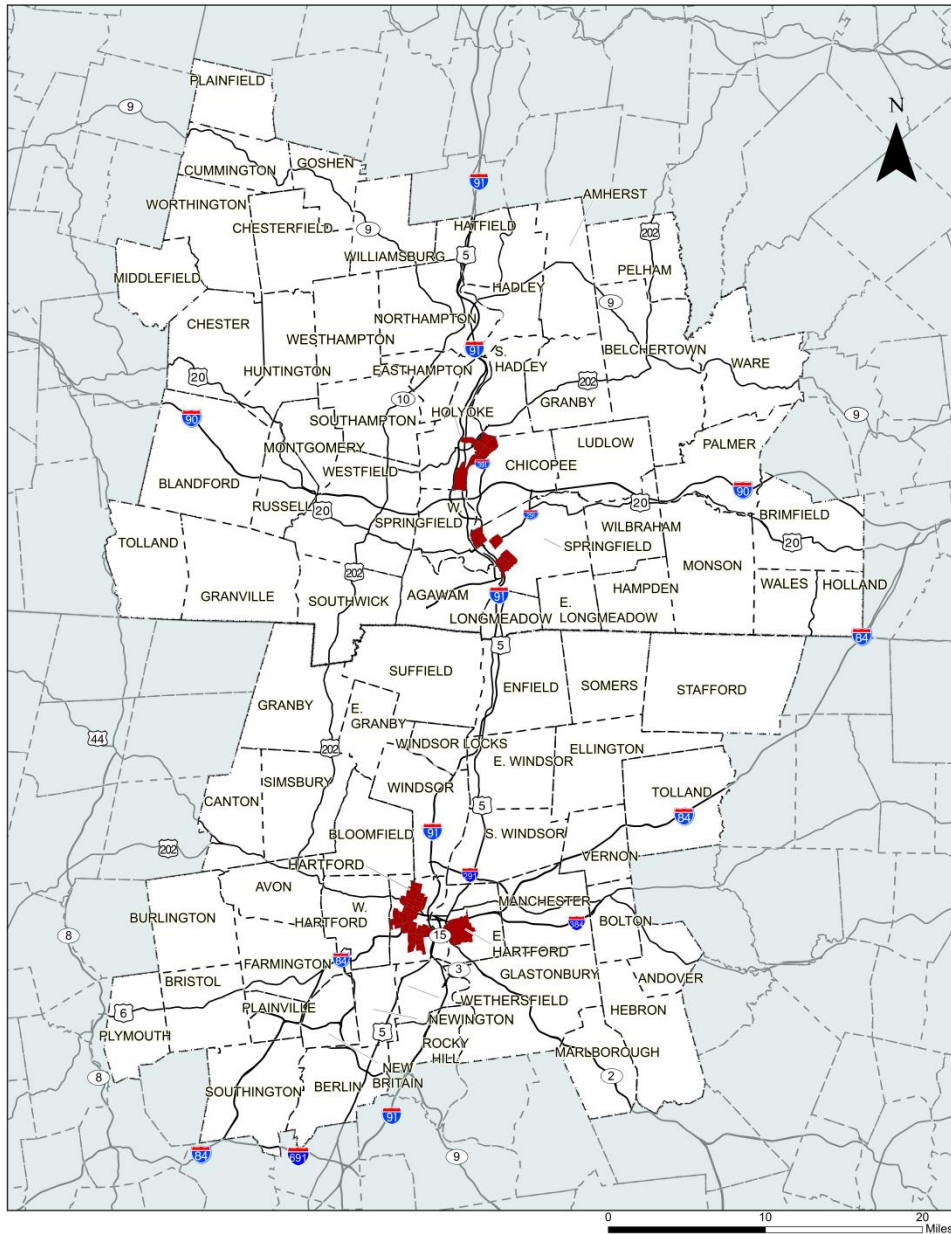 PLAINFIELD
9
N
GOSHEN
CUMMINGTON
91
AMHERST
WORTHINGTON
CHESTERFIELD
9
HATFIELD
202
5
WILLIAMSBURG
PELHAM
MIDDLEFIELD
HADLEY
9
CHESTER
NORTHAMPTON
WESTHAMPTON
91
S.
HADLEY
BELCHERTOWN
WARE
20
HUNTINGTON
EASTHAMPTON
202
10
GRANBY
90
HOLYOKE
9
SOUTHAMPTON
LUDLOW
PALMER
MONTGOMERY
CHICOPEE
391
WESTFIELD
BLANDFORD
90
RUSSELL
20
W.
SPRINGFIELD
291
20
BRIMFIELD
WILBRAHAM
TOLLAND
SPRINGFIELD
20
MONSON
202
GRANVILLE
SOUTHWICK
AGAWAM
91
HAMPDEN
WALES
HOLLAND
E.
LONGMEADOW
LONGMEADOW
84
5
SUFFIELD
ENFIELD
SOMERS
STAFFORD
GRANBY
E.
GRANBY
44
202
WINDSOR LOCKS
ELLINGTON
E. WINDSOR
SIMSBURY
WINDSOR
TOLLAND
CANTON
5
84
BLOOMFIELD
91
S. WINDSOR
202
VERNON
HARTFORD
291
AVON
MANCHESTER
BURLINGTON
W.
HARTFORD
384
BOLTON
8
15
E.
HARTFORD
FARMINGTON
84
3
GLASTONBURY
ANDOVER
BRISTOL
WETHERSFIELD
HEBRON
6
PLAINVILLE
NEWINGTON
PLYMOUTH
5
ROCKY
HILL
MARLBOROUGH
8
NEW
BRITAIN
2
SOUTHINGTON
BERLIN
91
84
691
9
0 10 20
Miles